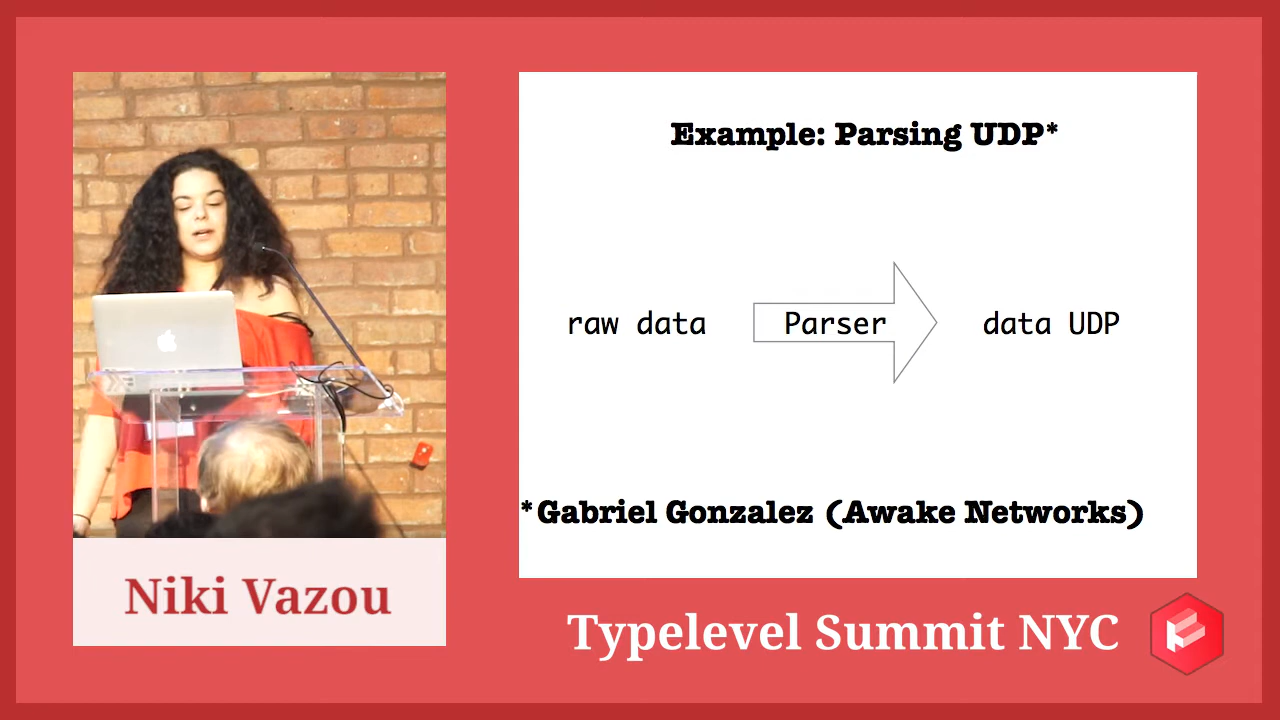 Example: Parsing UDP*
raw data
Parser
data UDP
*Gabriel Gonzalez (Awake Networks)
Niki Vazou
Typelevel Summit NYC